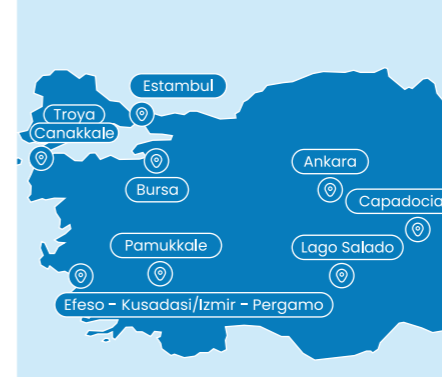 Estambul
Troya
Canakkale
Bursa
Ankara
Capadocia
Pamukkale
Lago Salado
Efeso - Kusadasi/Izmir - Pergamo